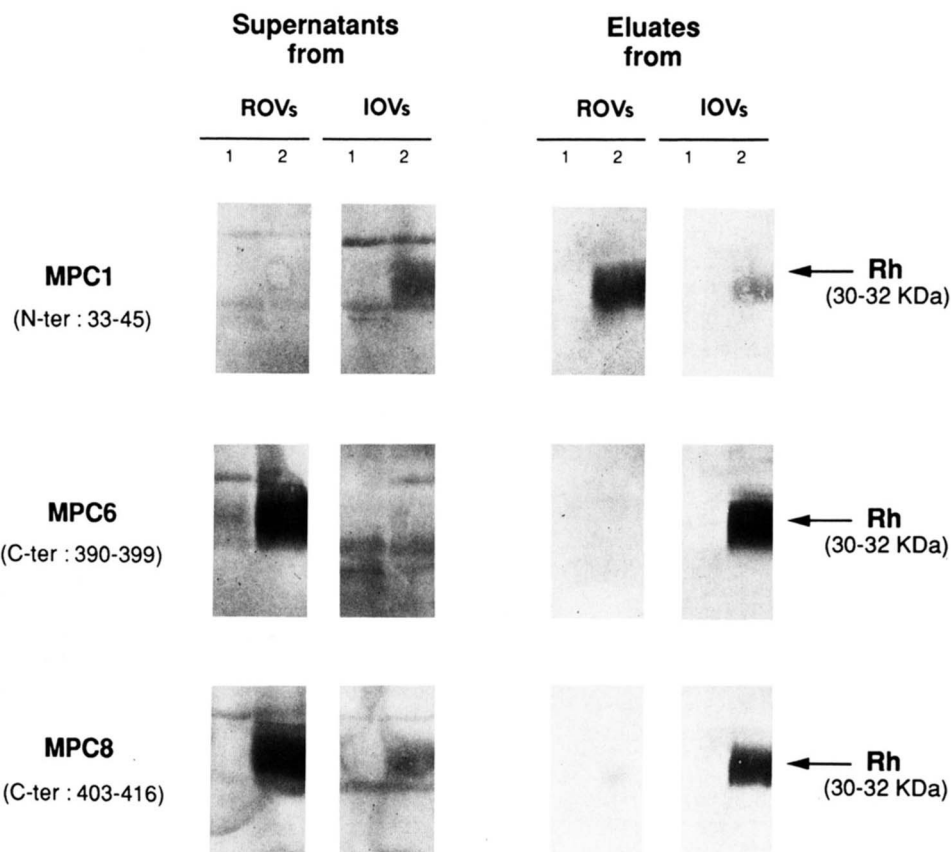 Supernatants
from
Eluates
from
ROVs
IOVs
ROVs
IOVs
1 2 1 2 1 2 1 2
MPC1
(N-ter : 33-45)
Rh
(30-32 KDa)
MPC6
(C-ter : 390-399)
Rh
(30-32 KDa)
MPC8
(C-ter : 403-416)
Rh
(30-32 KDa)